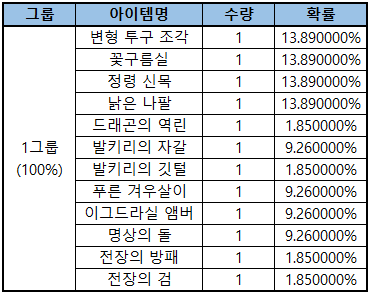 그룹 아이템명 수량 확률
1그룹
(100%)
변형 투구 조각 1 13.890000%
꽃구름실 1 13.890000%
정령 신목 1 13.890000%
낡은 나팔 1 13.890000%
드래곤의 역린 1 1.850000%
발키리의 자갈 1 9.260000%
발키리의 깃털 1 1.850000%
푸른 겨우살이 1 9.260000%
이그드라실 앰버 1 9.260000%
명상의 돌 1 9.260000%
전장의 방패 1 1.850000%
전장의 검 1 1.850000%